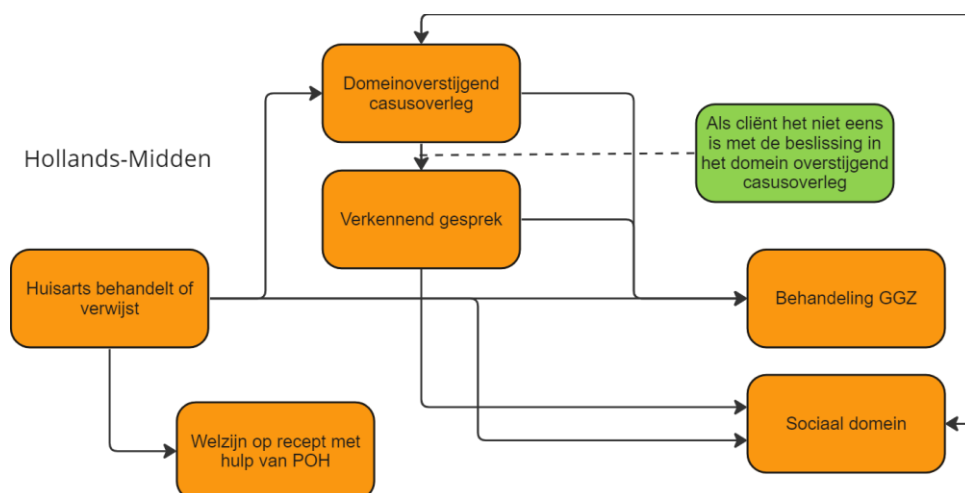 Domeinoverstijgend
casusoverleg
Als cliënt het niet eens
is met de beslissing in
het domein overstijgend
casusoverleg
Hollands-Midden
Verkennend gesprek
Huisarts behandelt of
verwijst
Behandeling GGZ
Welzijn op recept met
hulp van POH
Sociaal domein